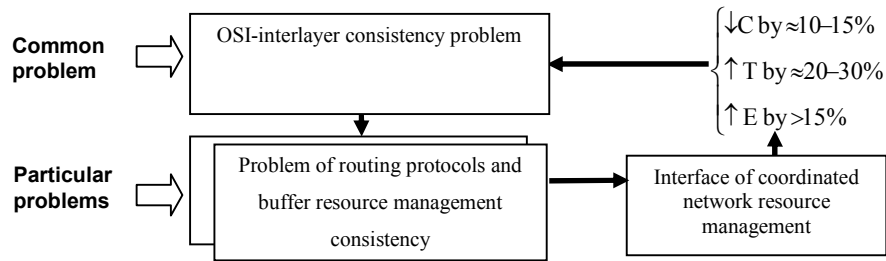 Common
problem
OSI-interlayer consistency problem
↓C by ≈10–15%
↑ T by ≈20–30%
↑ E by >15%
Particular
problems
Problem of routing protocols and
buffer resource management
consistency
Interface of coordinated
network resource
management